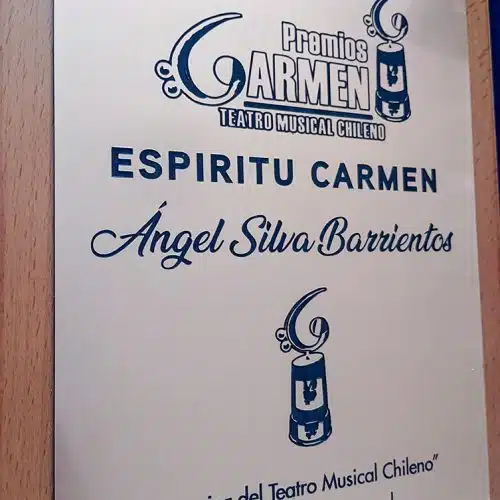 Premios
CARMEN
TEATRO MUSICAL CHILENO
ESPIRITU CARMEN
Ángel Silva Barrientos
del Teatro Musical Chileno”